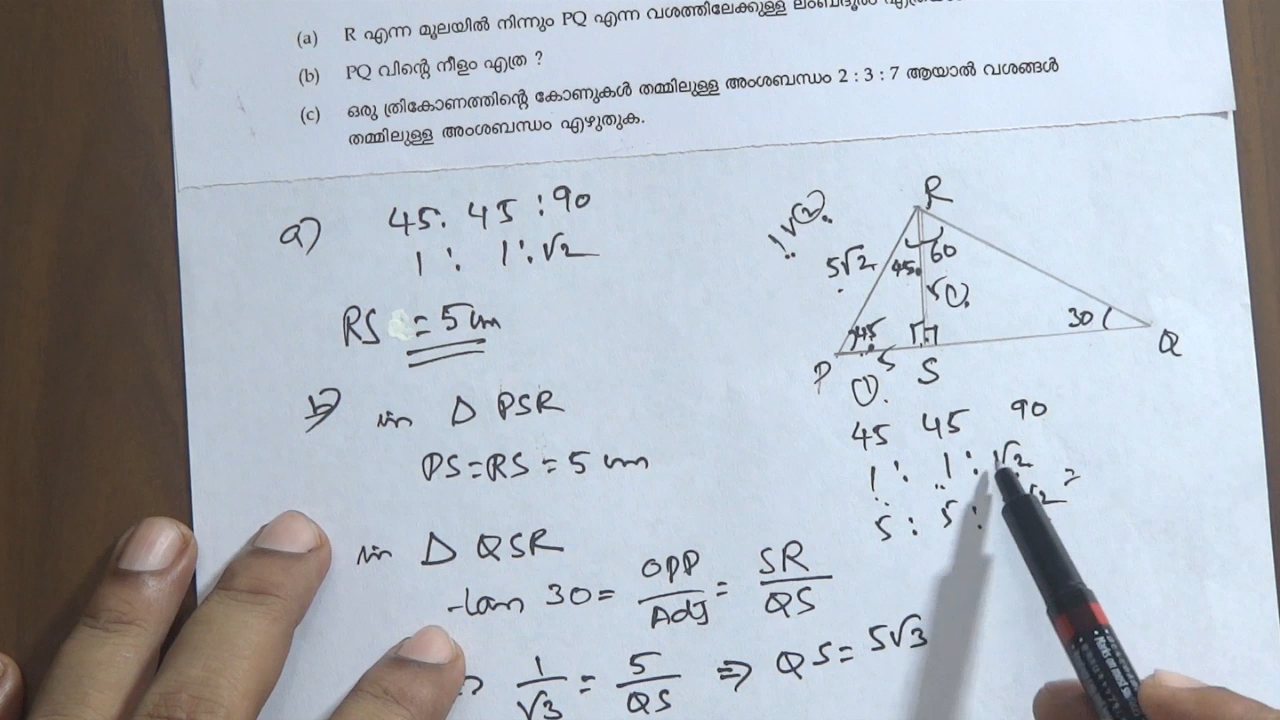 (a) R എന്ന മൂലയിൽ നിന്നും PQ എന്ന വശത്തിലേക്കുള്ള
(b) PQ വിന്റെ നീളം എത്ര ?
(c) ഒരു ത്രികോണത്തിന്റെ കോണുകൾ തമ്മിലുള്ള അംശബന്ധം 2 : 3 : 7 ആയാൽ വശങ്ങൾ
തമ്മിലുള്ള അംശബന്ധം എഴുതുക.
a) 45 : 45 : 90
1 : 1 : √2
RS = 5 cm
b) in Δ PSR
PS = RS = 5 cm
in Δ QSR
tan 30 = OPP/Adj = SR/QS
1/√3 = 5/QS ⇒ QS = 5√3
R
5√2 45 60
5 1
45 30
P 5 S Q
1
45 45 90
1 : 1 : √2
5 : 5 :